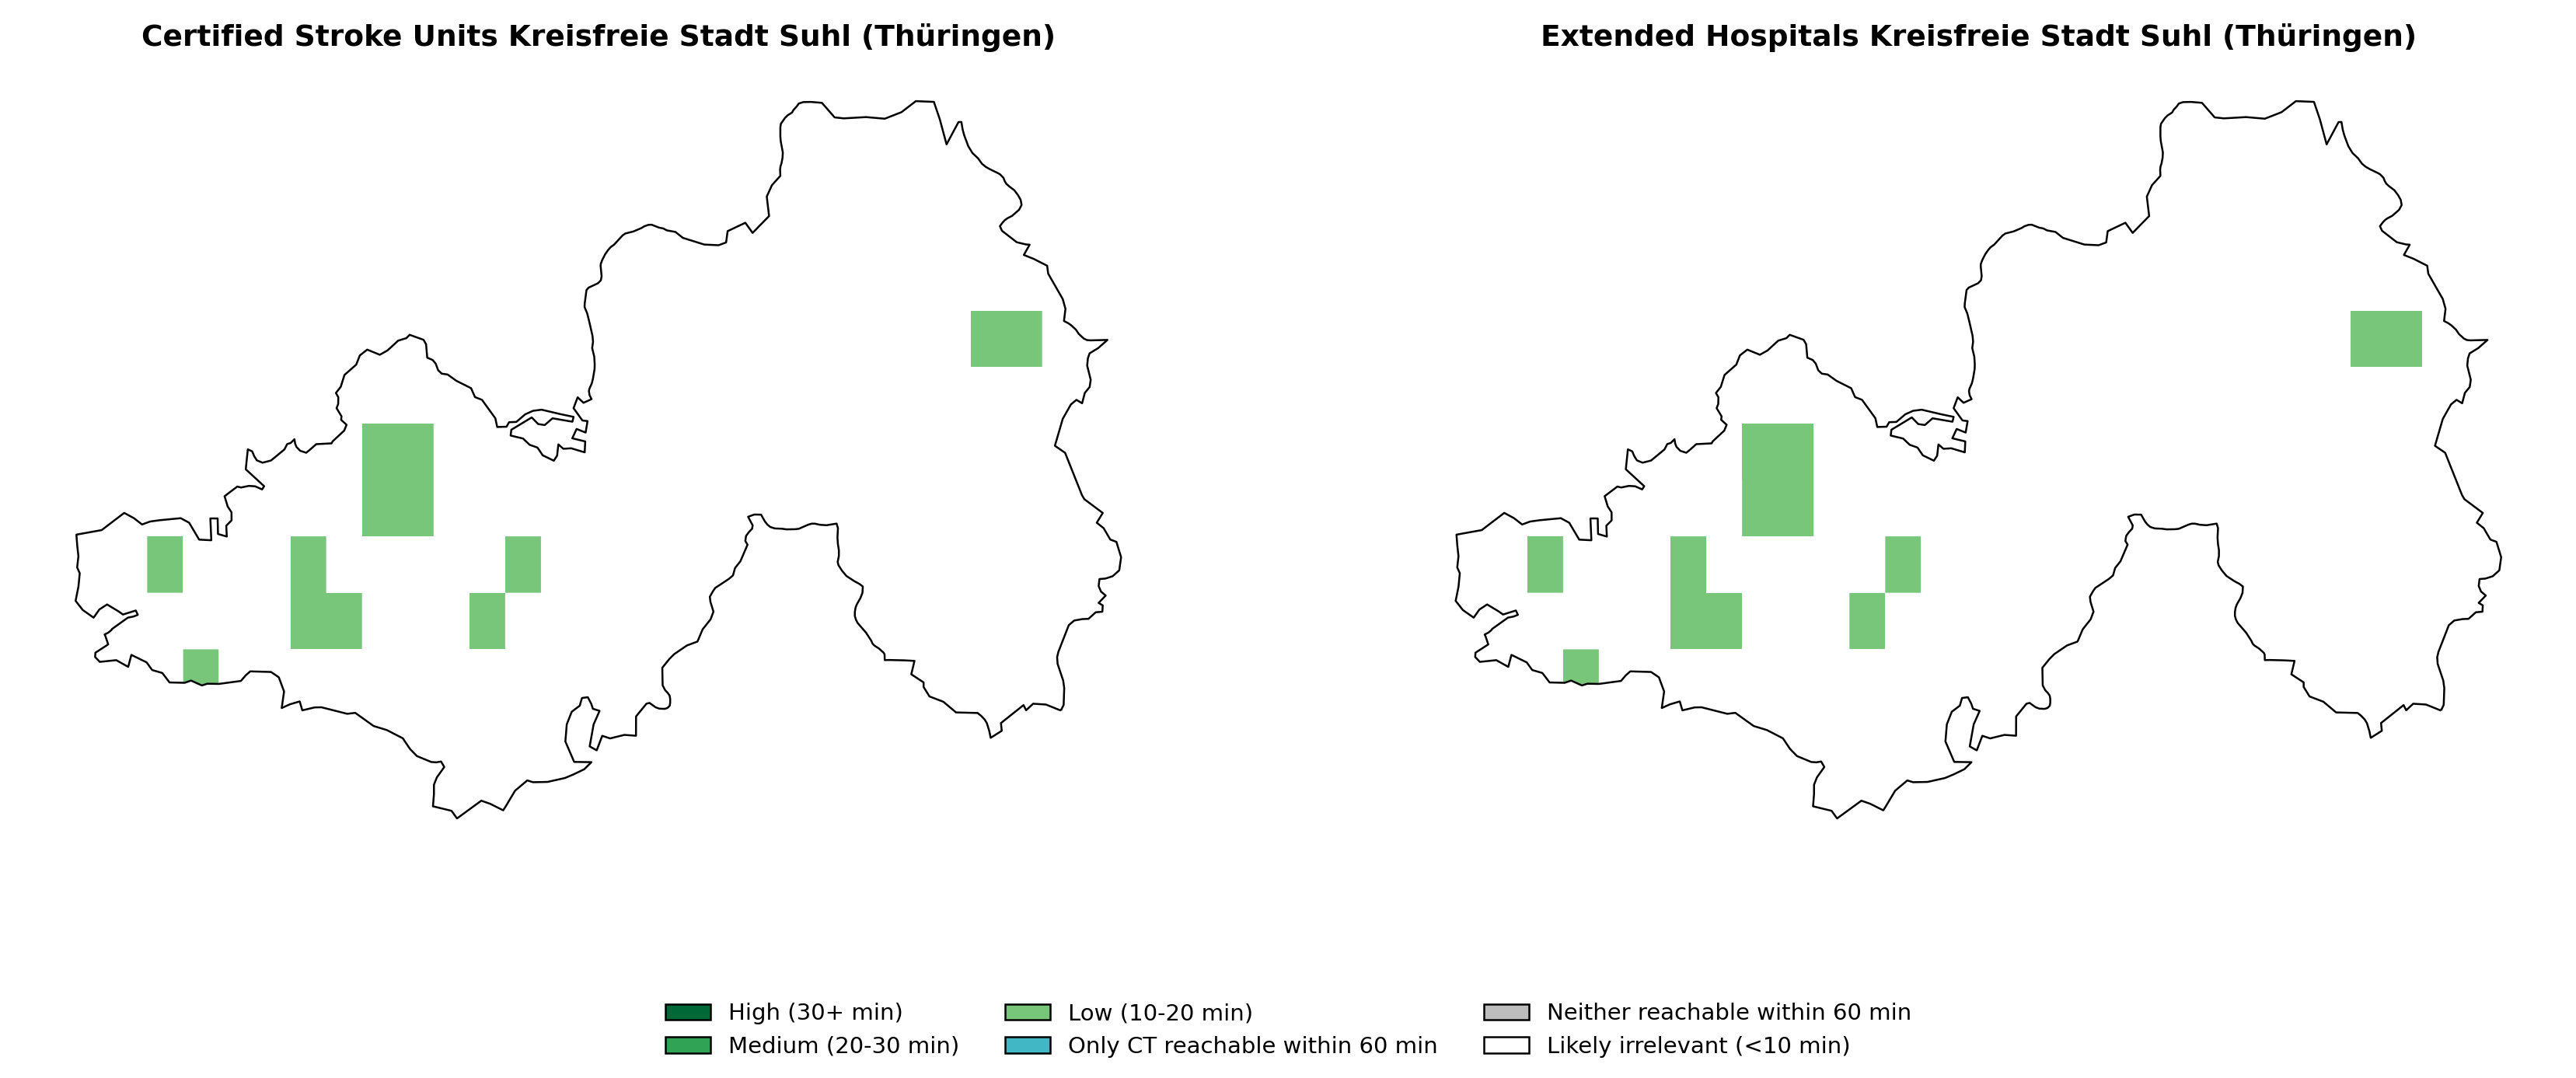 Certified Stroke Units Kreisfreie Stadt Suhl (Thüringen)
Extended Hospitals Kreisfreie Stadt Suhl (Thüringen)
High (30+ min)
Medium (20-30 min)
Low (10-20 min)
Only CT reachable within 60 min
Neither reachable within 60 min
Likely irrelevant (<10 min)